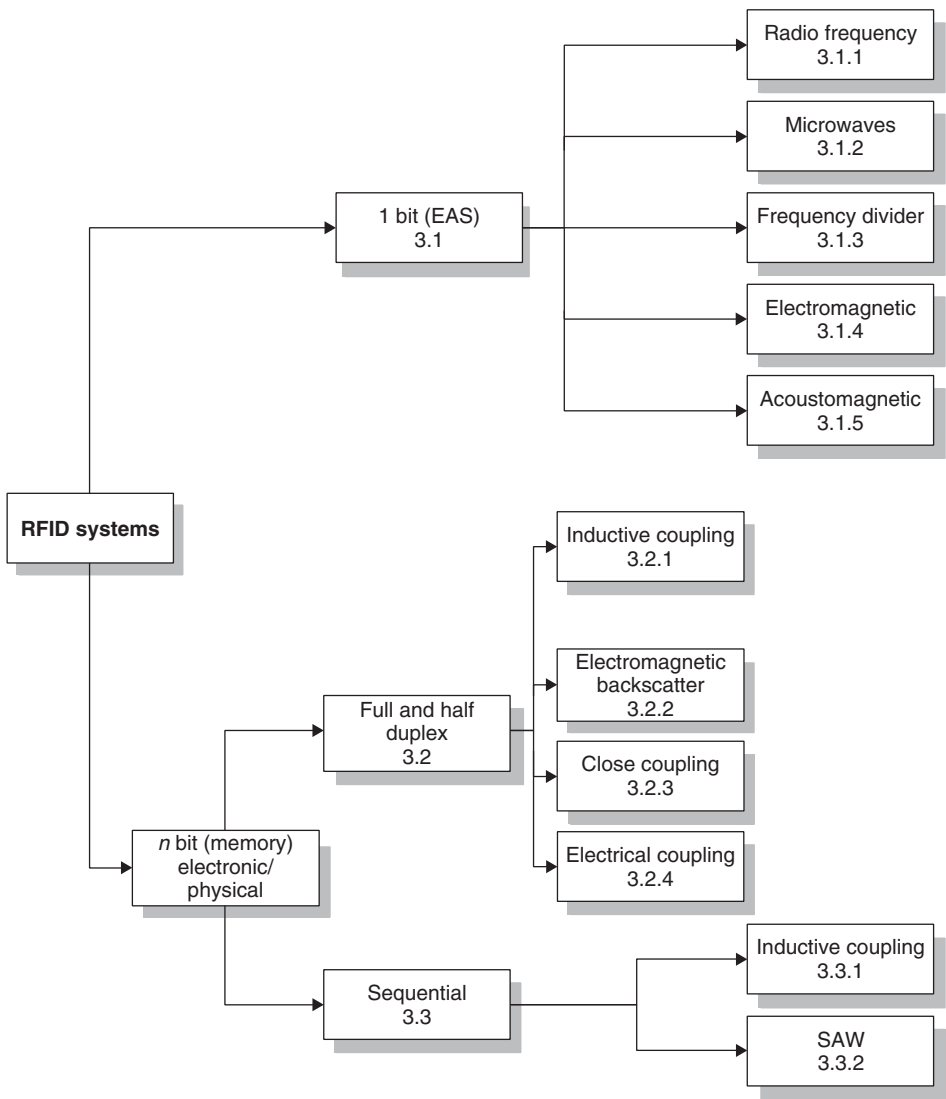 Radio frequency
3.1.1
Microwaves
3.1.2
1 bit (EAS)
3.1
Frequency divider
3.1.3
Electromagnetic
3.1.4
Acoustomagnetic
3.1.5
RFID systems
Inductive coupling
3.2.1
Electromagnetic
backscatter
3.2.2
Full and half
duplex
3.2
Close coupling
3.2.3
n bit (memory)
electronic/
physical
Electrical coupling
3.2.4
Inductive coupling
3.3.1
Sequential
3.3
SAW
3.3.2